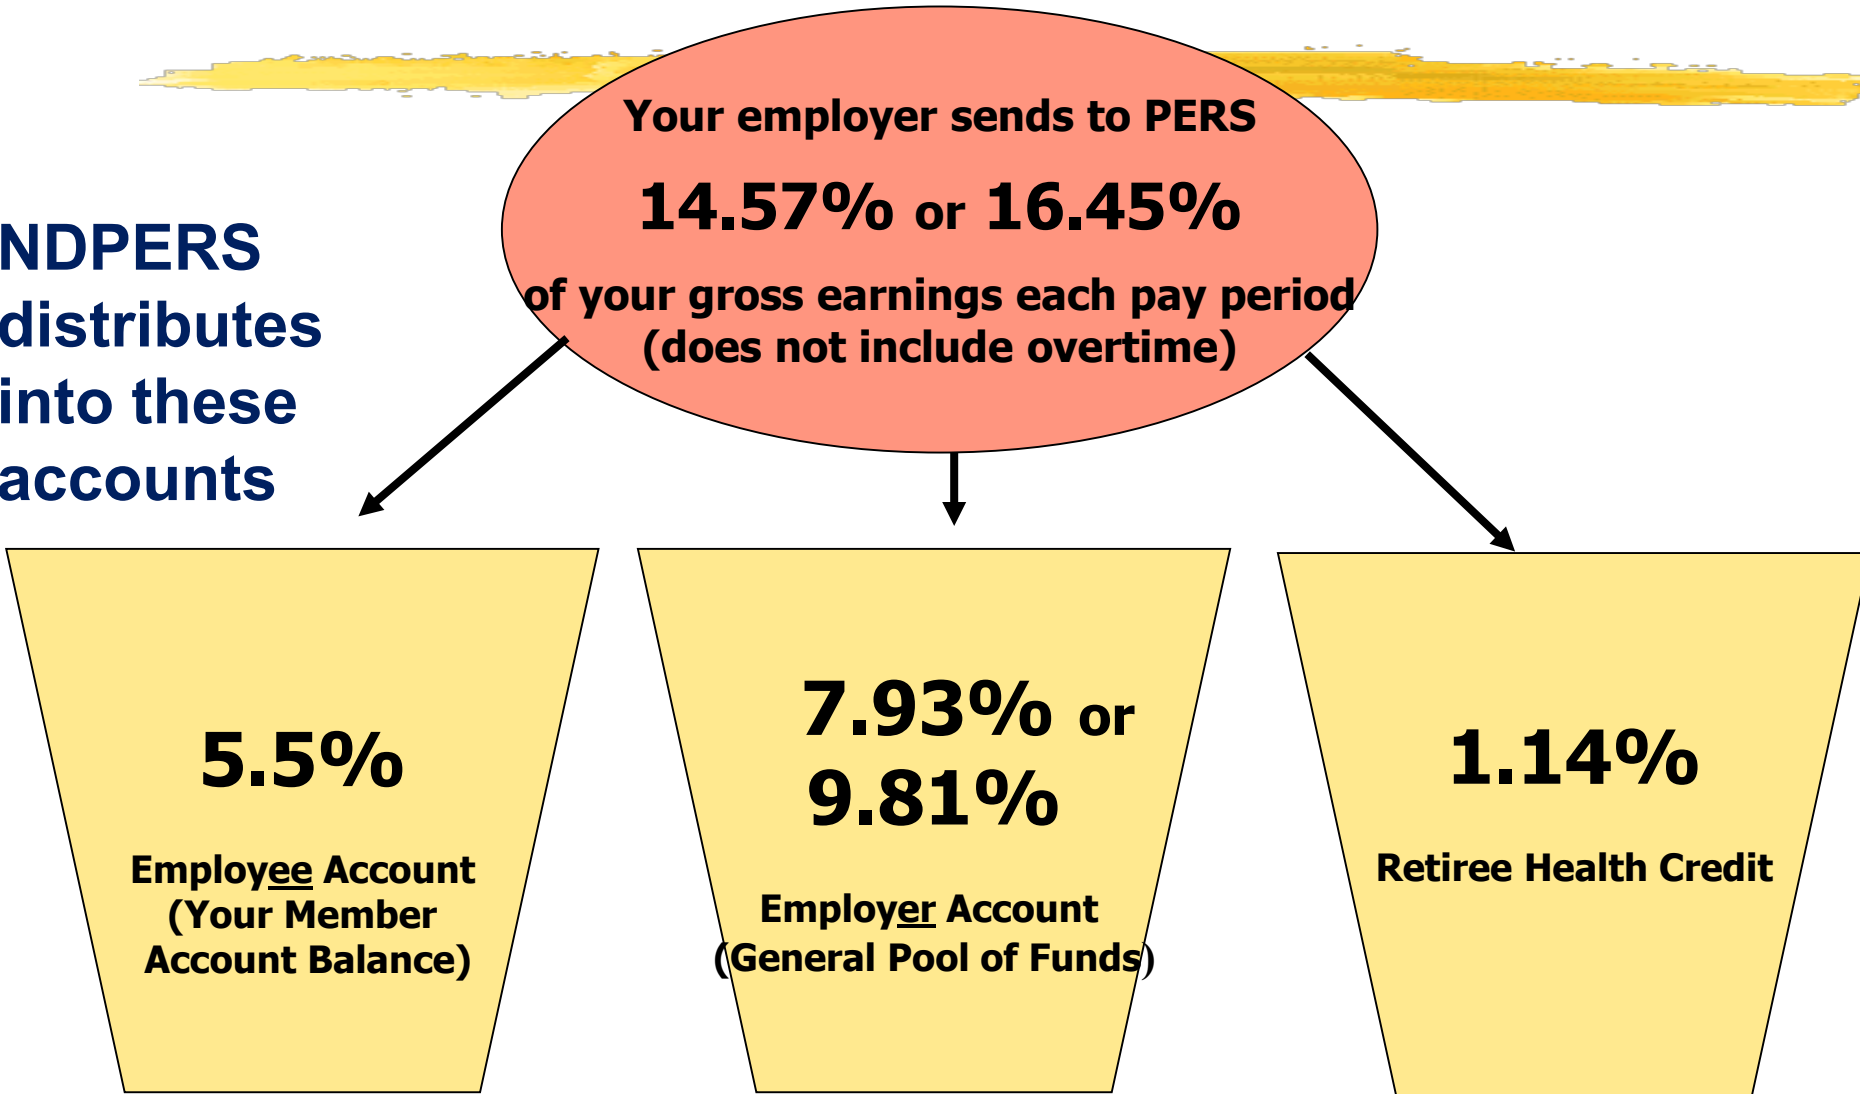 Your employer sends to PERS
14.57% or 16.45%
of your gross earnings each pay period
(does not include overtime)
NDPERS
distributes
into these
accounts
5.5%
Employee Account
(Your Member
Account Balance)
7.93% or
9.81%
Employer Account
(General Pool of Funds)
1.14%
Retiree Health Credit